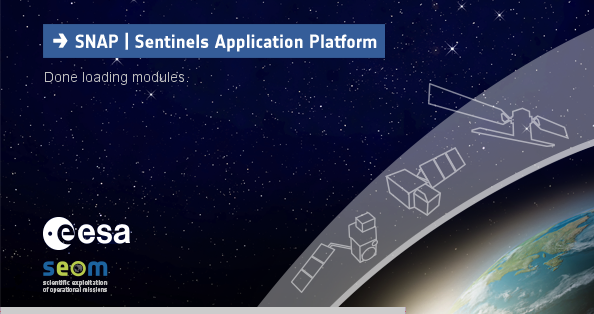 → SNAP | Sentinels Application Platform
Done loading modules.
esa
seom
scientific exploitation
of operational missions